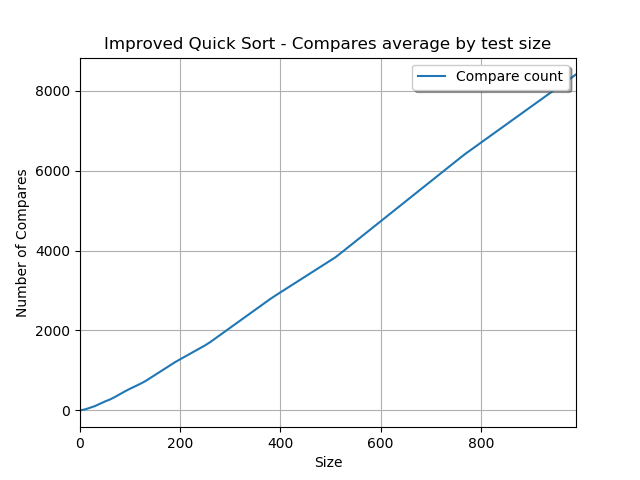 Improved Quick Sort - Compares average by test size
Compare count
8000
6000
4000
2000
0
Number of Compares
0 200 400 600 800
Size